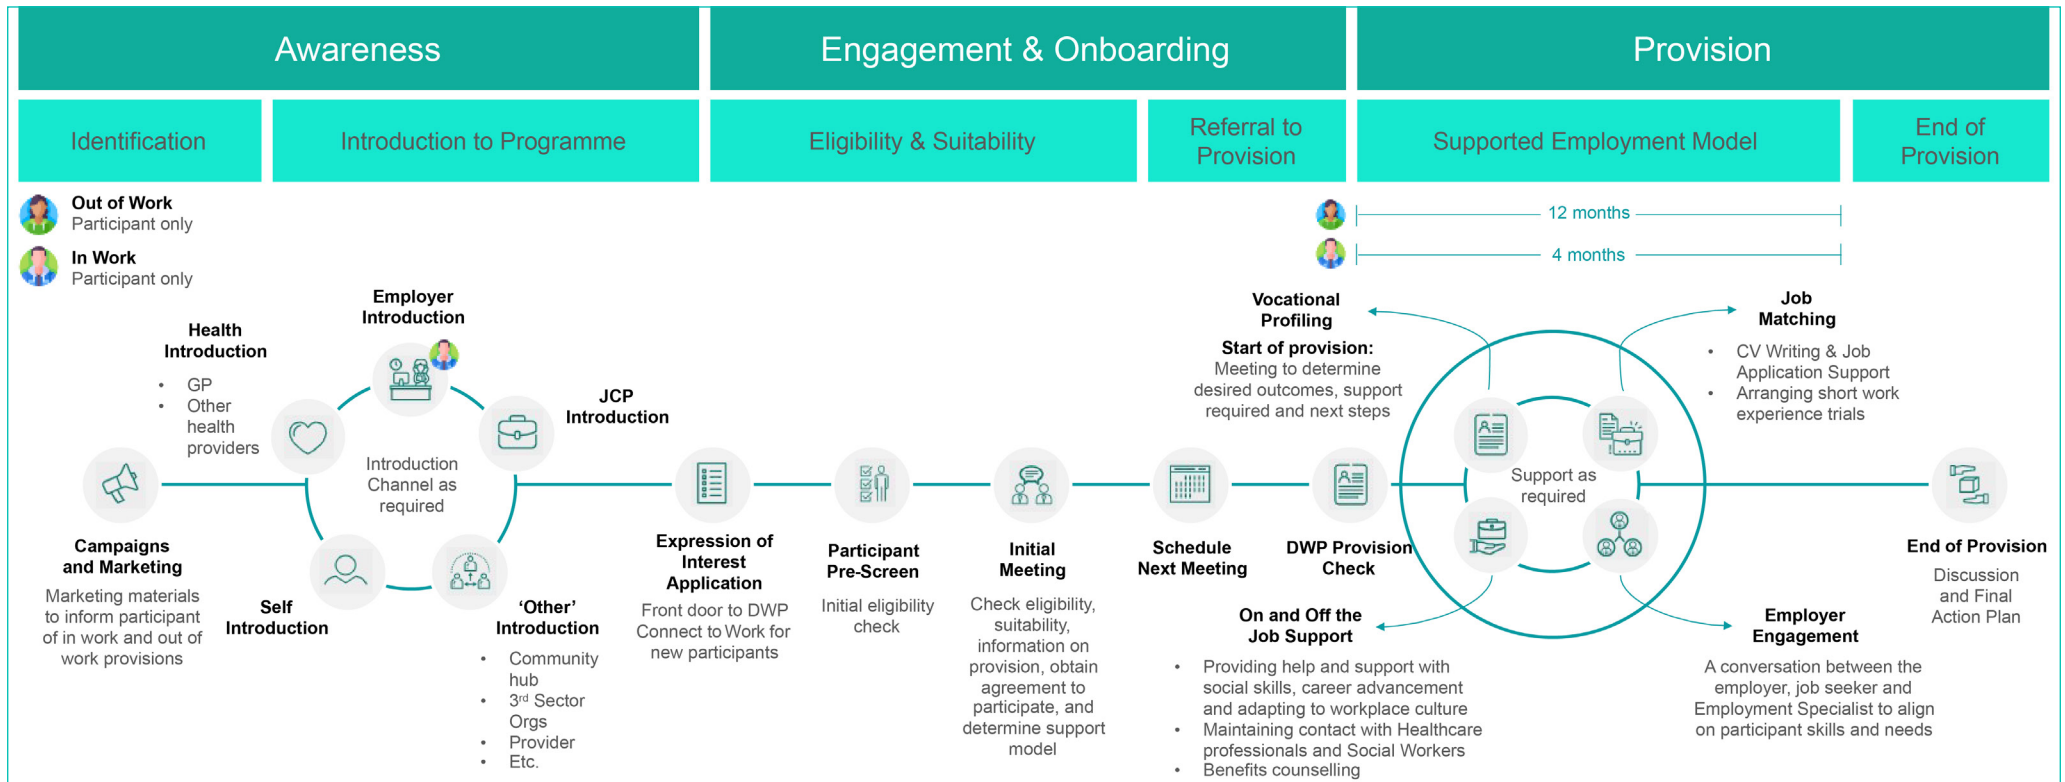 Awareness
Engagement & Onboarding
Provision
Identification
Introduction to Programme
Eligibility & Suitability
Referral to
Provision
Supported Employment Model
End of
Provision
Out of Work
Participant only
In Work
Participant only
12 months
4 months
Health
Introduction
• GP
• Other
health
providers
Employer
Introduction
JCP
Introduction
Introduction
Channel as
required
Campaigns
and Marketing
Marketing materials
to inform participant
of in work and out of
work provisions
Self
Introduction
‘Other’
Introduction
• Community
hub
• 3rd Sector
Orgs
• Provider
• Etc.
Expression of
Interest
Application
Front door to DWP
Connect to Work for
new participants
Participant
Pre-Screen
Initial eligibility
check
Initial
Meeting
Check eligibility,
suitability,
information on
provision, obtain
agreement to
participate, and
determine support
model
Schedule
Next Meeting
DWP Provision
Check
Vocational
Profiling
Start of provision:
Meeting to determine
desired outcomes, support
required and next steps
Job
Matching
• CV Writing & Job
Application Support
• Arranging short work
experience trials
Support as
required
On and Off the
Job Support
• Providing help and support with
social skills, career advancement
and adapting to workplace culture
• Maintaining contact with Healthcare
professionals and Social Workers
• Benefits counselling
Employer
Engagement
A conversation between the
employer, job seeker and
Employment Specialist to align
on participant skills and needs
End of Provision
Discussion
and Final
Action Plan